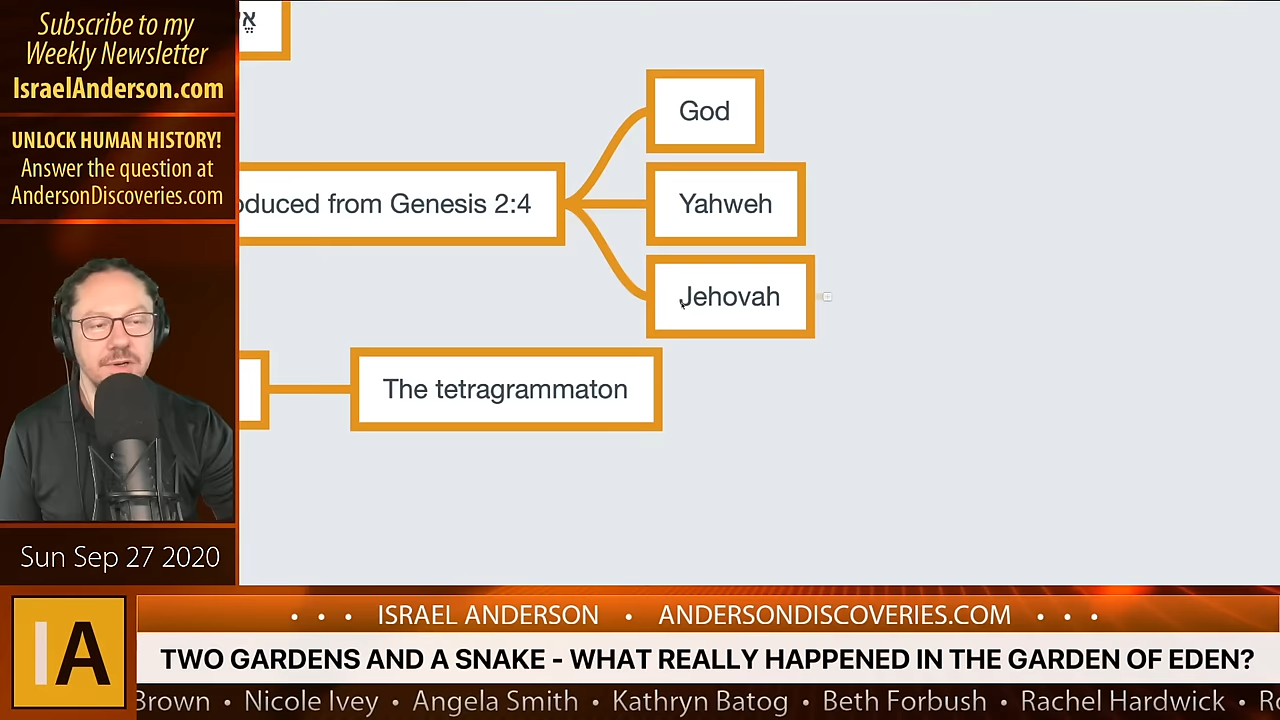 Subscribe to my
Weekly Newsletter
IsraelAnderson.com
UNLOCK HUMAN HISTORY!
Answer the question at
AndersonDiscoveries.com
God
oduced from Genesis 2:4
Yahweh
Jehovah
The tetragrammaton
Sun Sep 27 2020
IA
• • • ISRAEL ANDERSON • ANDERSONDISCOVERIES.COM • • •
TWO GARDENS AND A SNAKE - WHAT REALLY HAPPENED IN THE GARDEN OF EDEN?
Brown • Nicole Ivey • Angela Smith • Kathryn Batog • Beth Forbush • Rachel Hardwick •